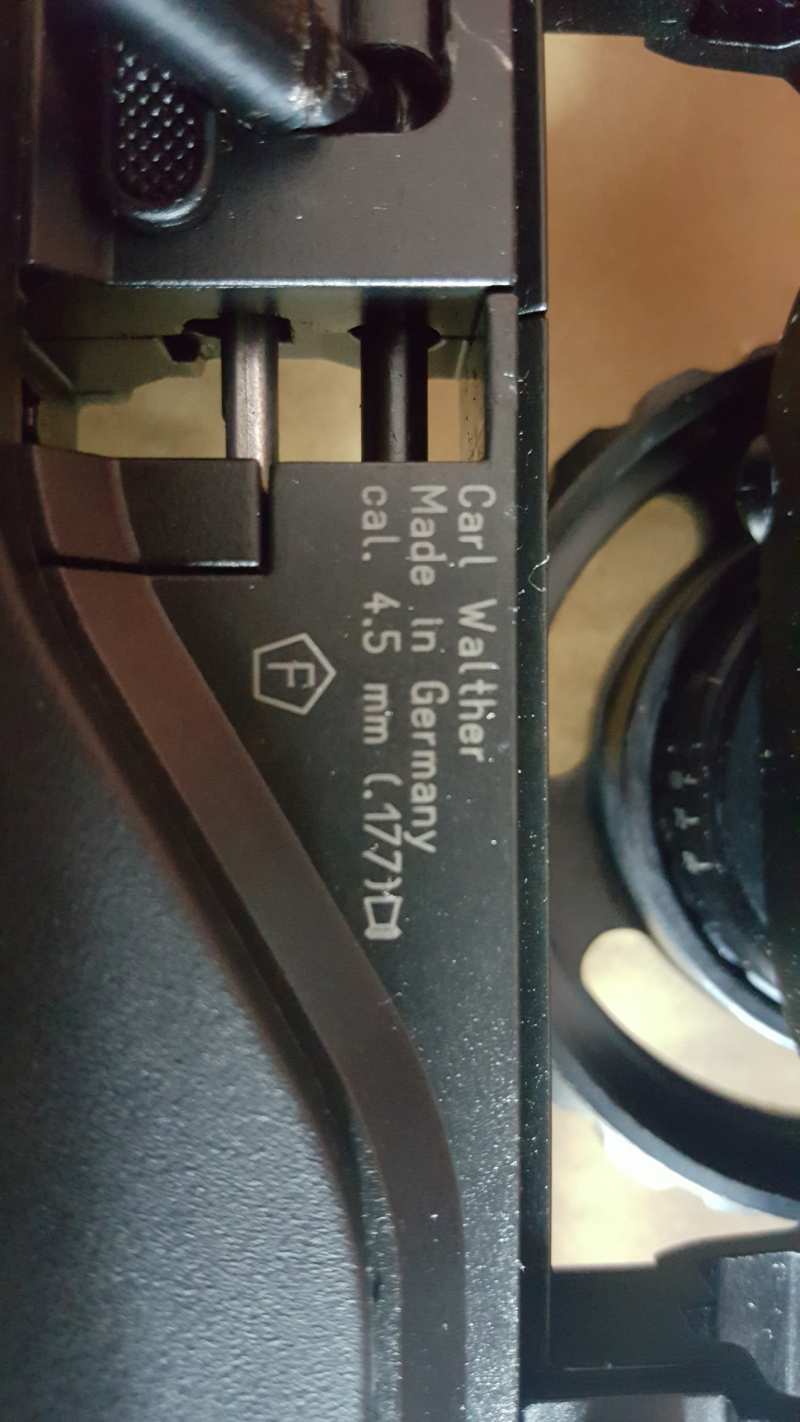 Carl Walther
Made in Germany
cal. 4.5 mm (.177)
F